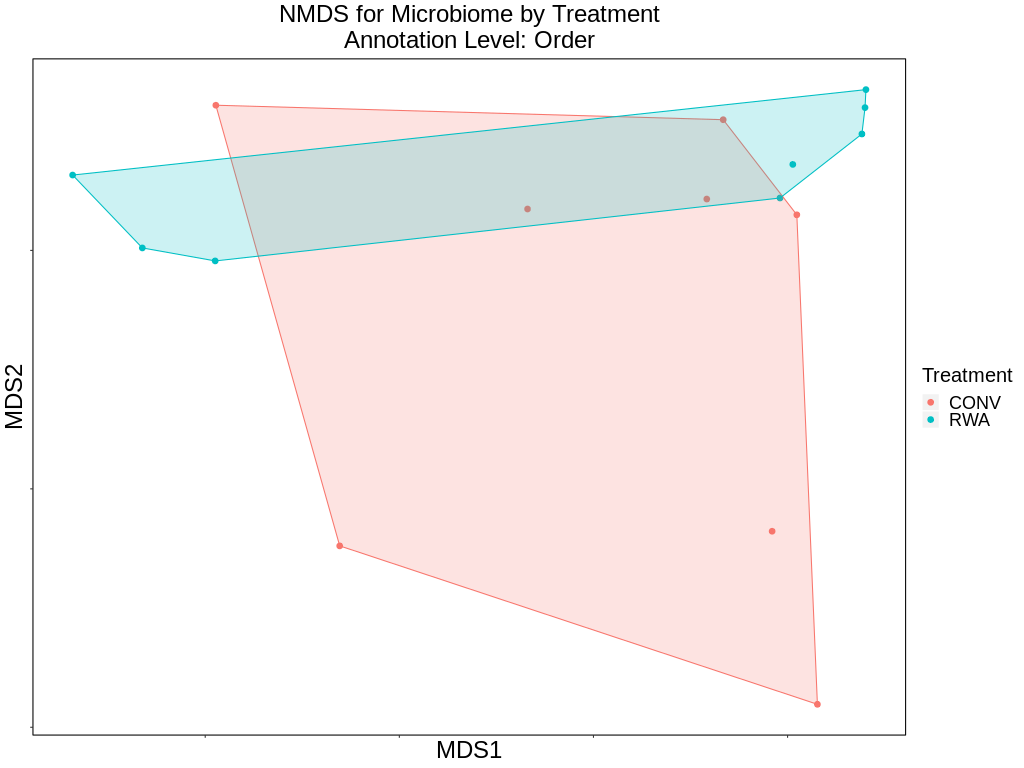 NMDS for Microbiome by Treatment
Annotation Level: Order
MDS2
Treatment
CONV
RWA
MDS1